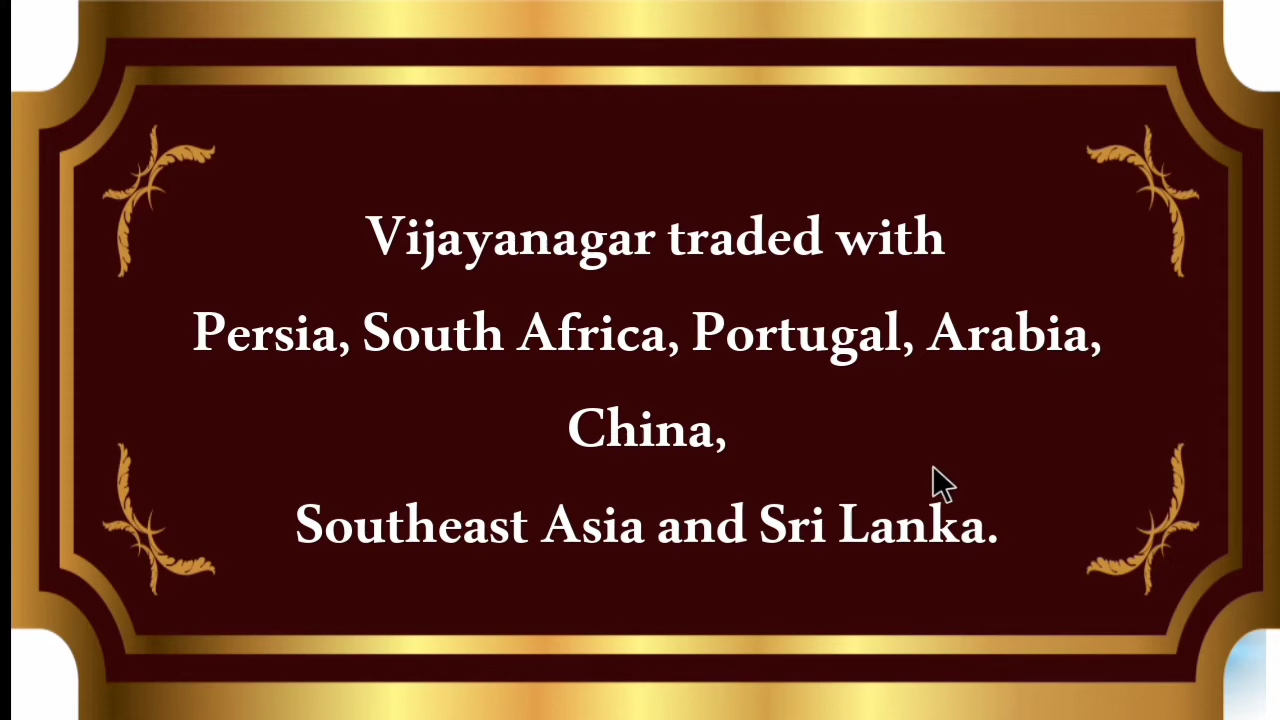 Vijayanagar traded with
Persia, South Africa, Portugal, Arabia,
China,
Southeast Asia and Sri Lanka.